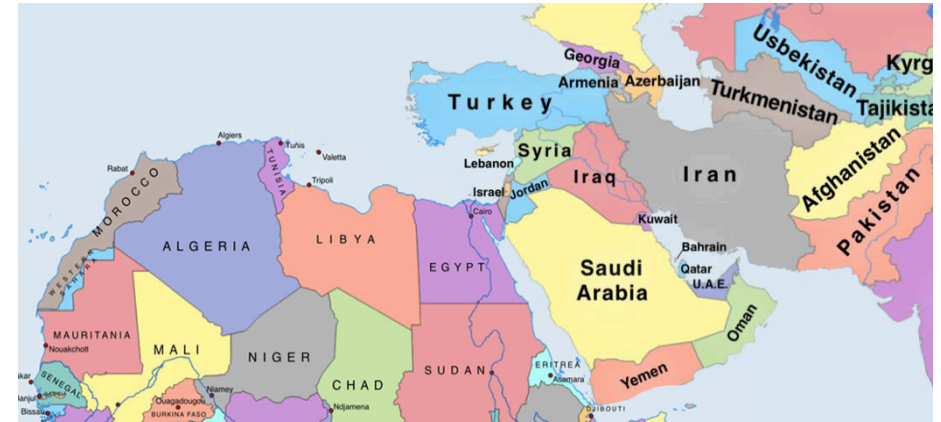 Georgia
Usbekistan
Kyrg
Armenia
Azerbaijan
Turkmenistan
Tajikista
Turkey
Algiers
Tunis
Valetta
Rabat
TUNISIA
Tripoli
MOROCCO
Lebanon
Syria
Iraq
Iran
Afghanistan
Pakistan
Israel
Jordan
Cairo
Kuwait
ALGERIA
LIBYA
EGYPT
WESTERN
SAHARA
Bahrain
Qatar
U.A.E.
Saudi
Arabia
Oman
MAURITANIA
Nouakchott
MALI
NIGER
CHAD
SUDAN
ERITREA
Asmara
Yemen
kar
SENEGAL
anjul
Bissau
Niamey
Ouagadougou
BURKINA FASO
Ndjamena
DJIBOUTI